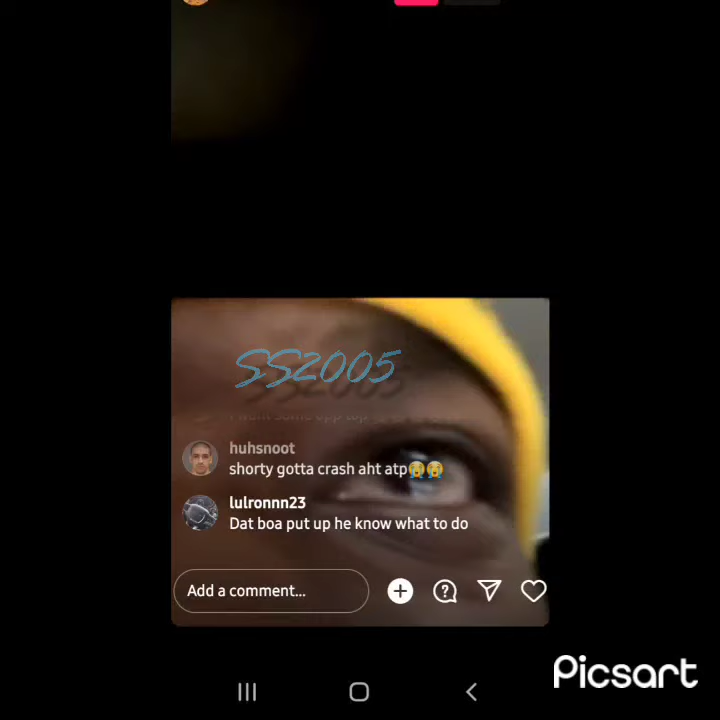 SS2005
huhsnoot
shorty gotta crash aht atp😭😭
lulronnn23
Dat boa put up he know what to do
Add a comment...
Picsart